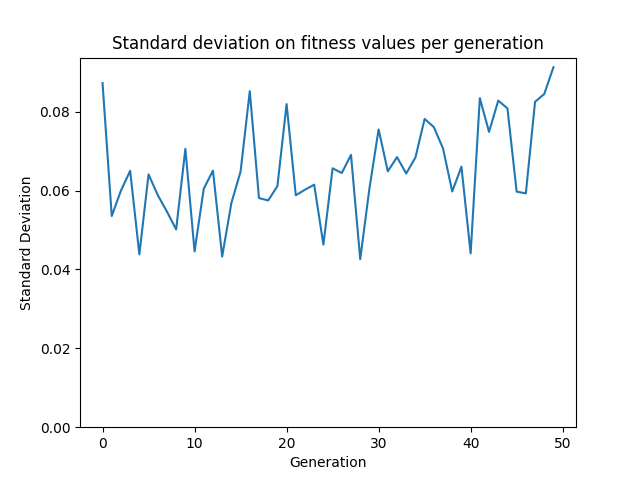 Standard deviation on fitness values per generation
Standard Deviation
0.08
0.06
0.04
0.02
0.00
0 10 20 30 40 50
Generation